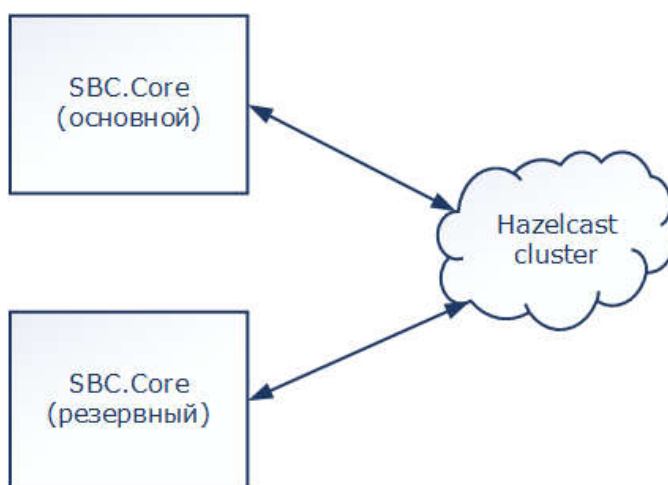 SBC.Core
(основной)
Hazelcast
cluster
SBC.Core
(резервный)